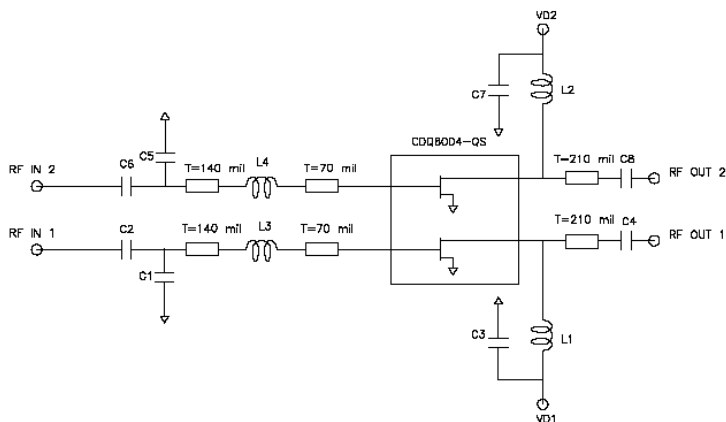 VD2
C7
L2
CDQBOD4-QS
C5
C6
T=140 mil
L4
T=70 mil
T=210 mil
C8
RF IN 2
RF OUT 2
RF IN 1
C2
T=140 mil
L3
T=70 mil
T=210 mil
C4
RF OUT 1
C1
C3
L1
VD1